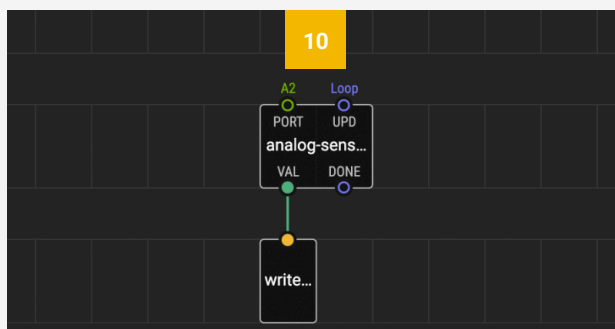 10
A2 Loop
PORT UPD
analog-sens...
VAL DONE
write...